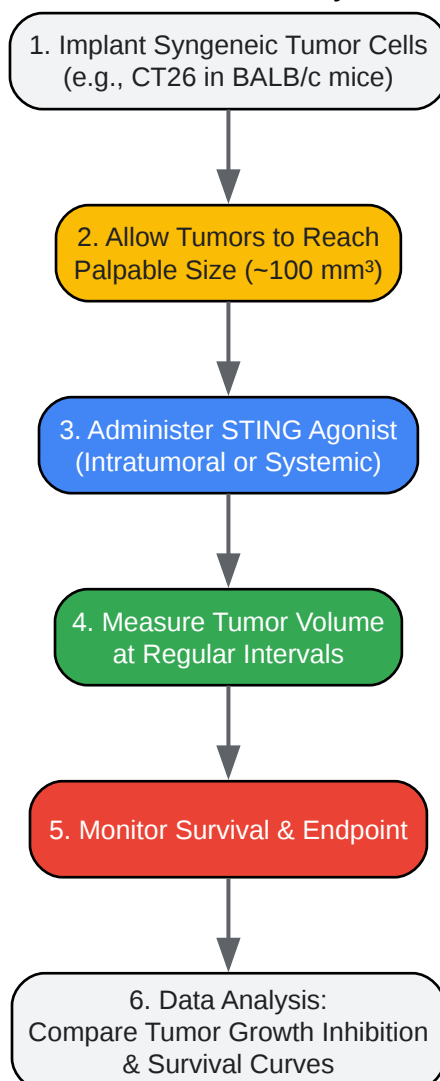 1. Implant Syngeneic Tumor Cells
(e.g., CT26 in BALB/c mice)
2. Allow Tumors to Reach
Palpable Size (~100 mm³)
3. Administer STING Agonist
(Intratumoral or Systemic)
4. Measure Tumor Volume
at Regular Intervals
5. Monitor Survival & Endpoint
6. Data Analysis:
Compare Tumor Growth Inhibition
& Survival Curves